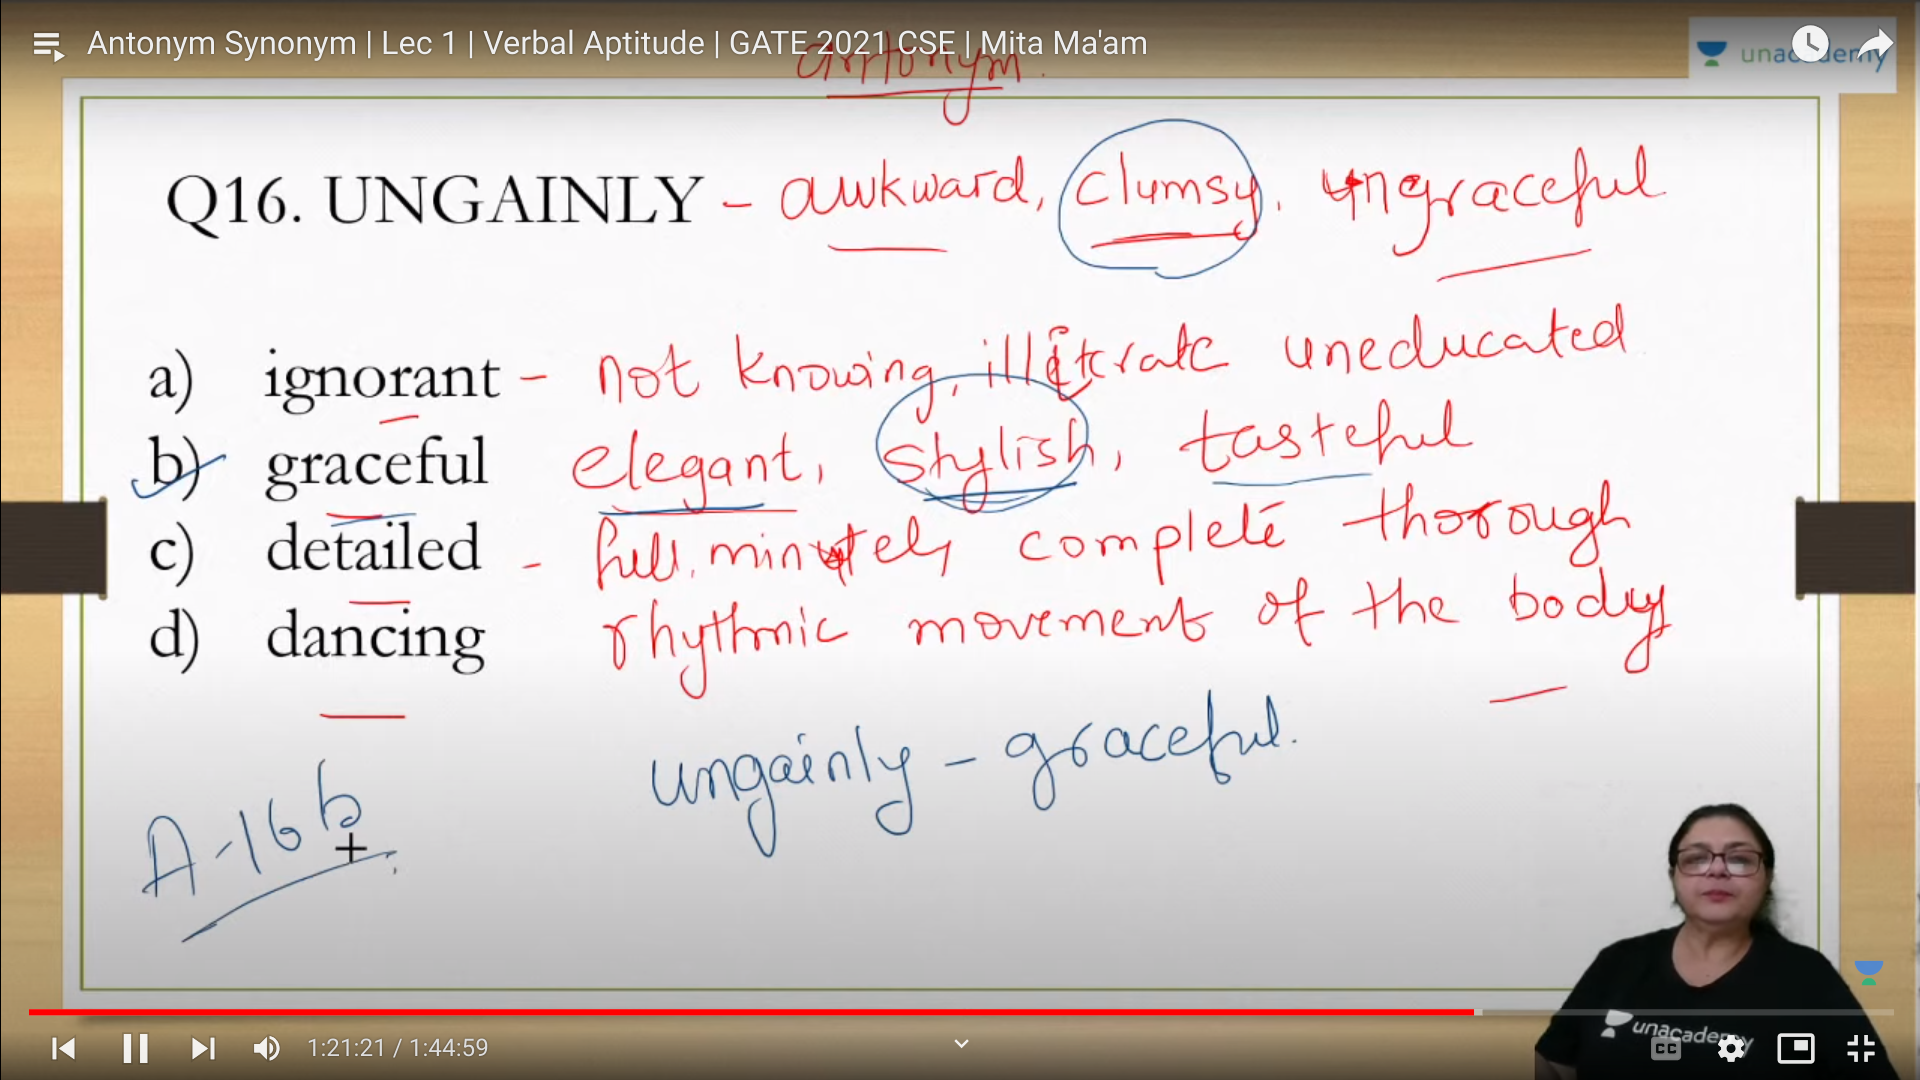 Antonym Synonym | Lec 1 | Verbal Aptitude | GATE 2021 CSE | Mita Ma'am
unacademy
antonym.
Q16. UNGAINLY - awkward, clumsy, ungraceful
a) ignorant - not knowing, illiterate uneducated
b) graceful elegant, stylish, tasteful
c) detailed - full, minutely complete thorough
d) dancing rhythmic movement of the body
ungainly - graceful.
A-16 b
unacademy
1:21:21 / 1:44:59
CC